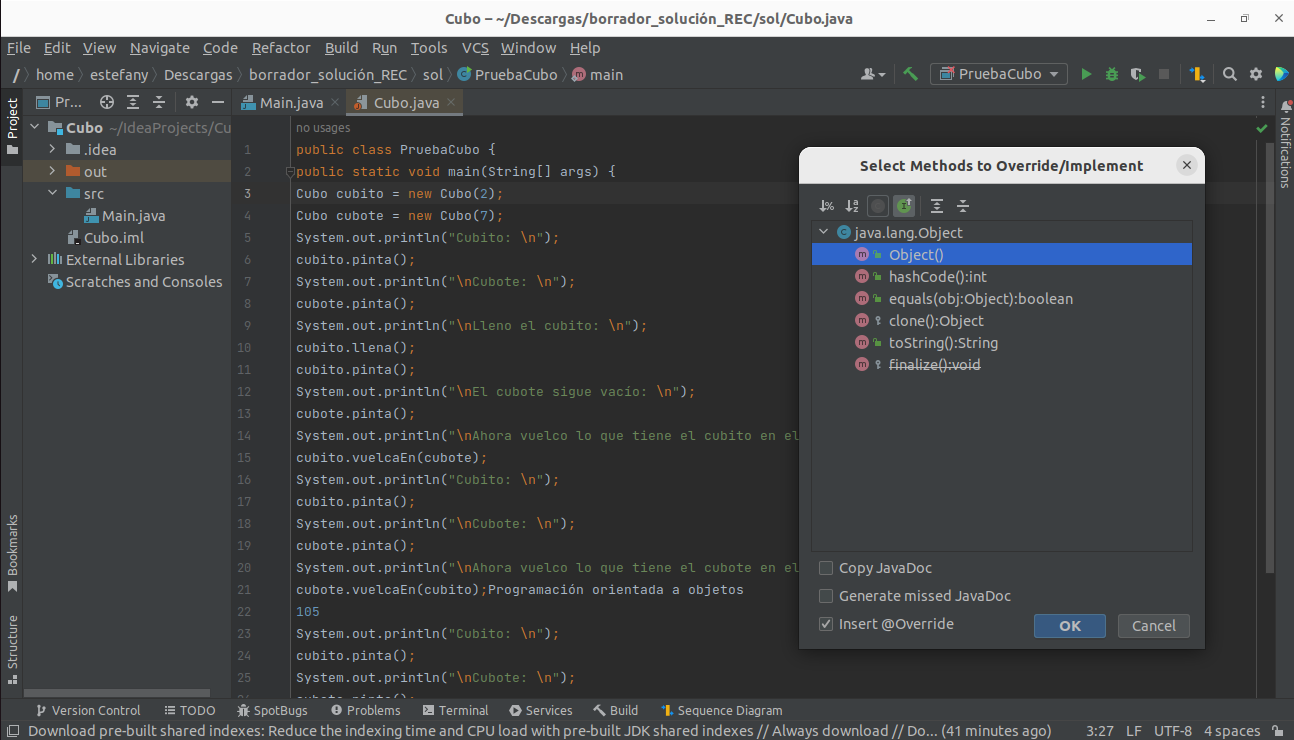 Cubo – ~/Descargas/borrador_solución_REC/sol/Cubo.java
File Edit View Navigate Code Refactor Build Run Tools VCS Window Help
/ home estefany Descargas borrador_solución_REC sol PruebaCubo main
PruebaCubo
Project
Pr...
Main.java
Cubo.java
Notifications
Cubo ~/IdeaProjects/Cu
.idea
out
src
Main.java
Cubo.iml
External Libraries
Scratches and Consoles
no usages
1 public class PruebaCubo {
2 public static void main(String[] args) {
3 Cubo cubito = new Cubo(2);
4 Cubo cubote = new Cubo(7);
5 System.out.println("Cubito: \n");
6 cubito.pinta();
7 System.out.println("\nCubote: \n");
8 cubote.pinta();
9 System.out.println("\nLleno el cubito: \n");
10 cubito.llena();
11 cubito.pinta();
12 System.out.println("\nEl cubote sigue vacío: \n");
13 cubote.pinta();
14 System.out.println("\nAhora vuelco lo que tiene el cubito en el
15 cubito.vuelcaEn(cubote);
16 System.out.println("Cubito: \n");
17 cubito.pinta();
18 System.out.println("\nCubote: \n");
19 cubote.pinta();
20 System.out.println("\nAhora vuelco lo que tiene el cubote en el
21 cubote.vuelcaEn(cubito);Programación orientada a objetos
22 105
23 System.out.println("Cubito: \n");
24 cubito.pinta();
25 System.out.println("\nCubote: \n");
Select Methods to Override/Implement
java.lang.Object
Object()
hashCode():int
equals(obj:Object):boolean
clone():Object
toString():String
finalize():void
Copy JavaDoc
Generate missed JavaDoc
Insert @Override
OK
Cancel
Bookmarks
Structure
Version Control TODO SpotBugs Problems Terminal Services Build Sequence Diagram
Download pre-built shared indexes: Reduce the indexing time and CPU load with pre-built JDK shared indexes // Always download // Do... (41 minutes ago) 3:27 LF UTF-8 4 spaces